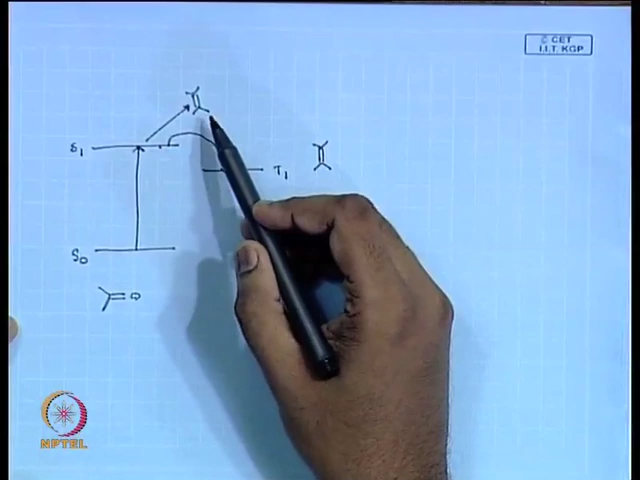 © CET
I.I.T. KGP
S₁
T₁
S₀
O
NPTEL